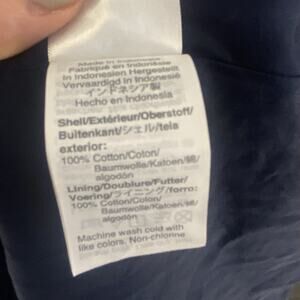 Made in Indonesia
Fabriqué en Indonésie
In Indonesien Hergestellt
Vervaardigd in Indonesië
インドネシア製
Hecho en Indonesia
Shell/Extérieur/Oberstoff/
Buitenkant/シェル/tela
exterior:
100% Cotton/Coton/
Baumwolle/Katoen/綿/
algodón
Lining/Doublure/Futter/
Voering/ライニング/forro:
100% Cotton/Coton/
Baumwolle/Katoen/綿/
algodón
Machine wash cold with
like colors. Non-chlorine